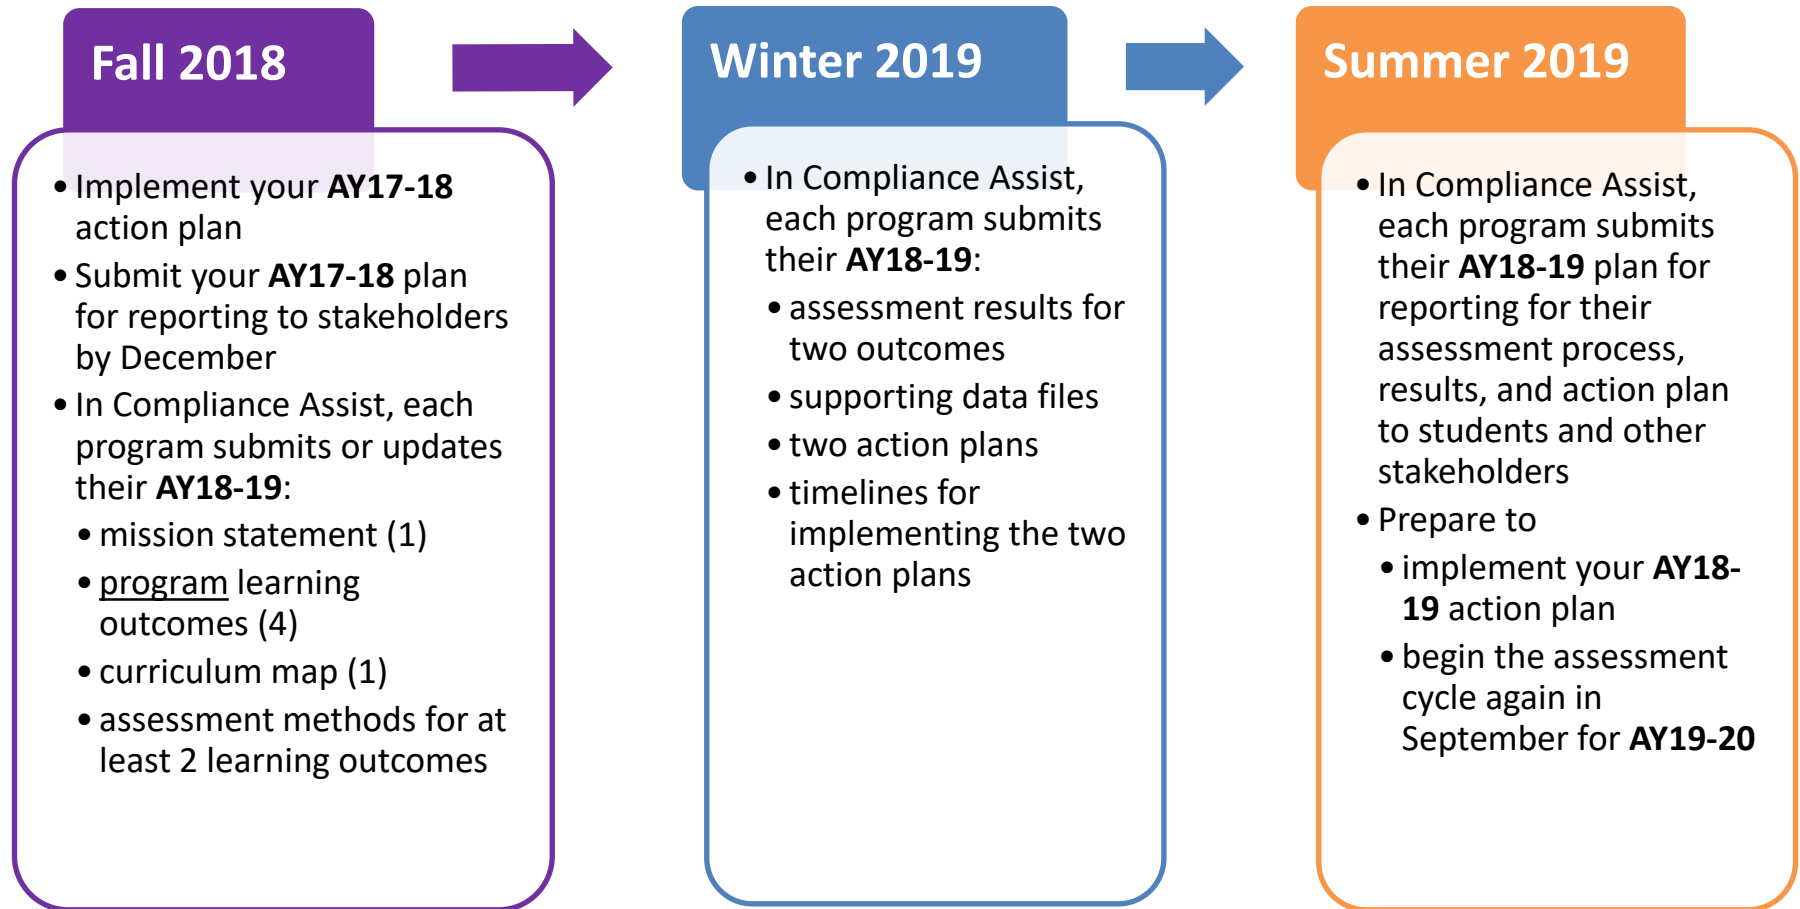 Fall 2018
• Implement your AY17-18
action plan
• Submit your AY17-18 plan
for reporting to stakeholders
by December
• In Compliance Assist, each
program submits or updates
their AY18-19:
• mission statement (1)
• program learning
outcomes (4)
• curriculum map (1)
• assessment methods for at
least 2 learning outcomes
Winter 2019
• In Compliance Assist,
each program submits
their AY18-19:
• assessment results for
two outcomes
• supporting data files
• two action plans
• timelines for
implementing the two
action plans
Summer 2019
• In Compliance Assist,
each program submits
their AY18-19 plan for
reporting for their
assessment process,
results, and action plan
to students and other
stakeholders
• Prepare to
• implement your AY18-
19 action plan
• begin the assessment
cycle again in
September for AY19-20